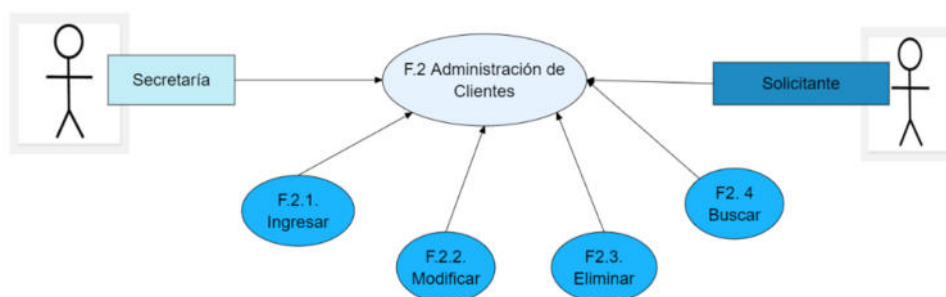 F.2 Administración de
Clientes
Secretaría
Solicitante
F.2.1.
Ingresar
F.2.2.
Modificar
F2.3.
Eliminar
F2. 4
Buscar